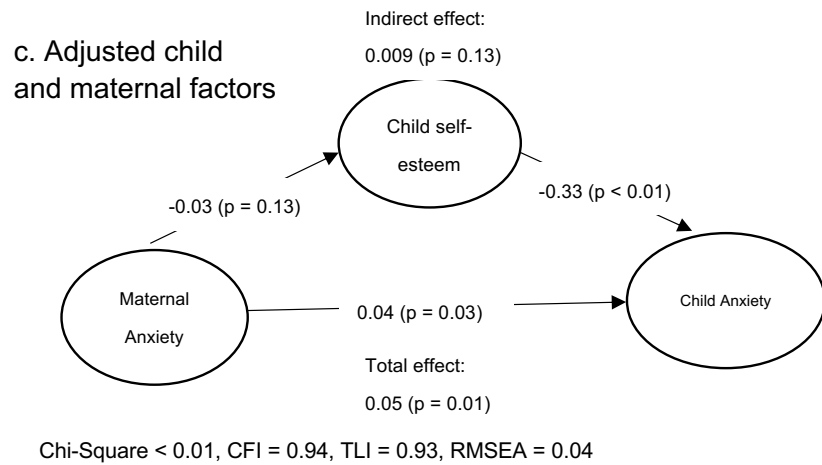 c. Adjusted child
and maternal factors
Indirect effect:
0.009 (p = 0.13)
Child self-
esteem
-0.03 (p = 0.13)
-0.33 (p < 0.01)
Maternal
Anxiety
0.04 (p = 0.03)
Child Anxiety
Total effect:
0.05 (p = 0.01)
Chi-Square < 0.01, CFI = 0.94, TLI = 0.93, RMSEA = 0.04